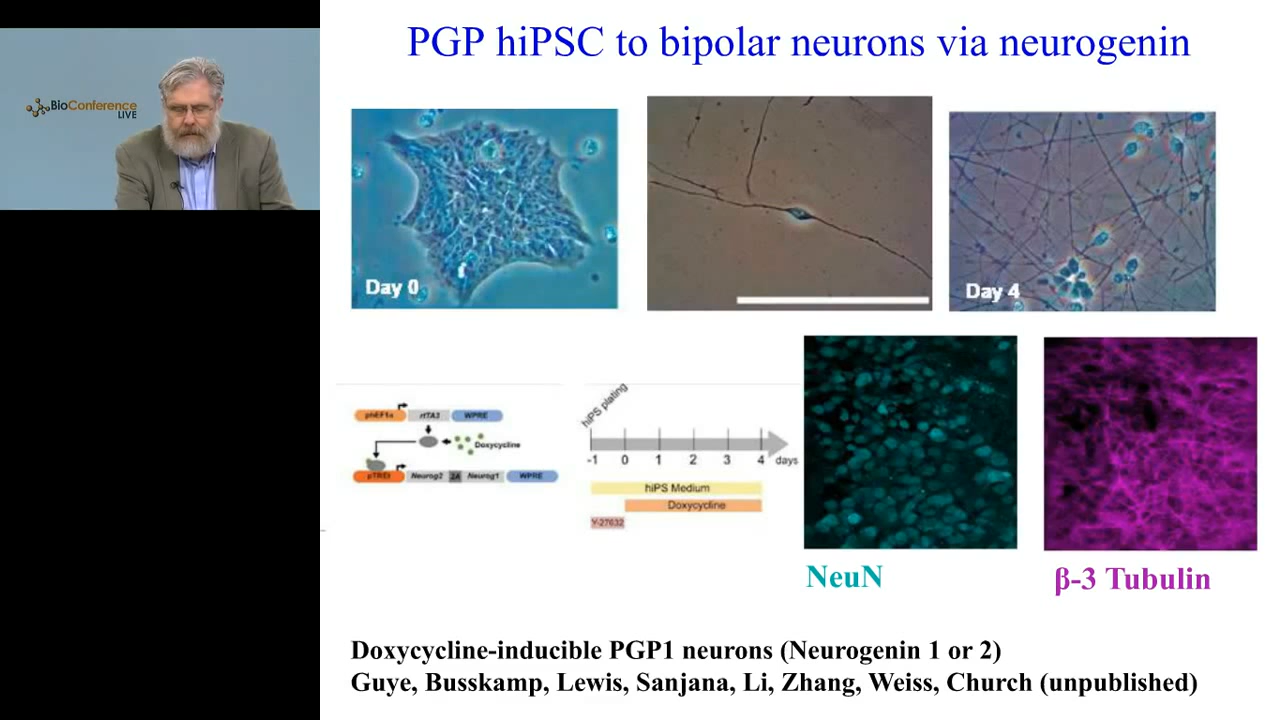 PGP hiPSC to bipolar neurons via neurogenin
BioConference
LIVE
Day 0
Day 4
phEF1α rtTA3 WPRE
Doxycycline
pTREt Neurog2 2A Neurog1 WPRE
hiPS plating
-1 0 1 2 3 4 days
hiPS Medium
Doxycycline
Y-27632
NeuN
β-3 Tubulin
Doxycycline-inducible PGP1 neurons (Neurogenin 1 or 2)
Guye, Busskamp, Lewis, Sanjana, Li, Zhang, Weiss, Church (unpublished)